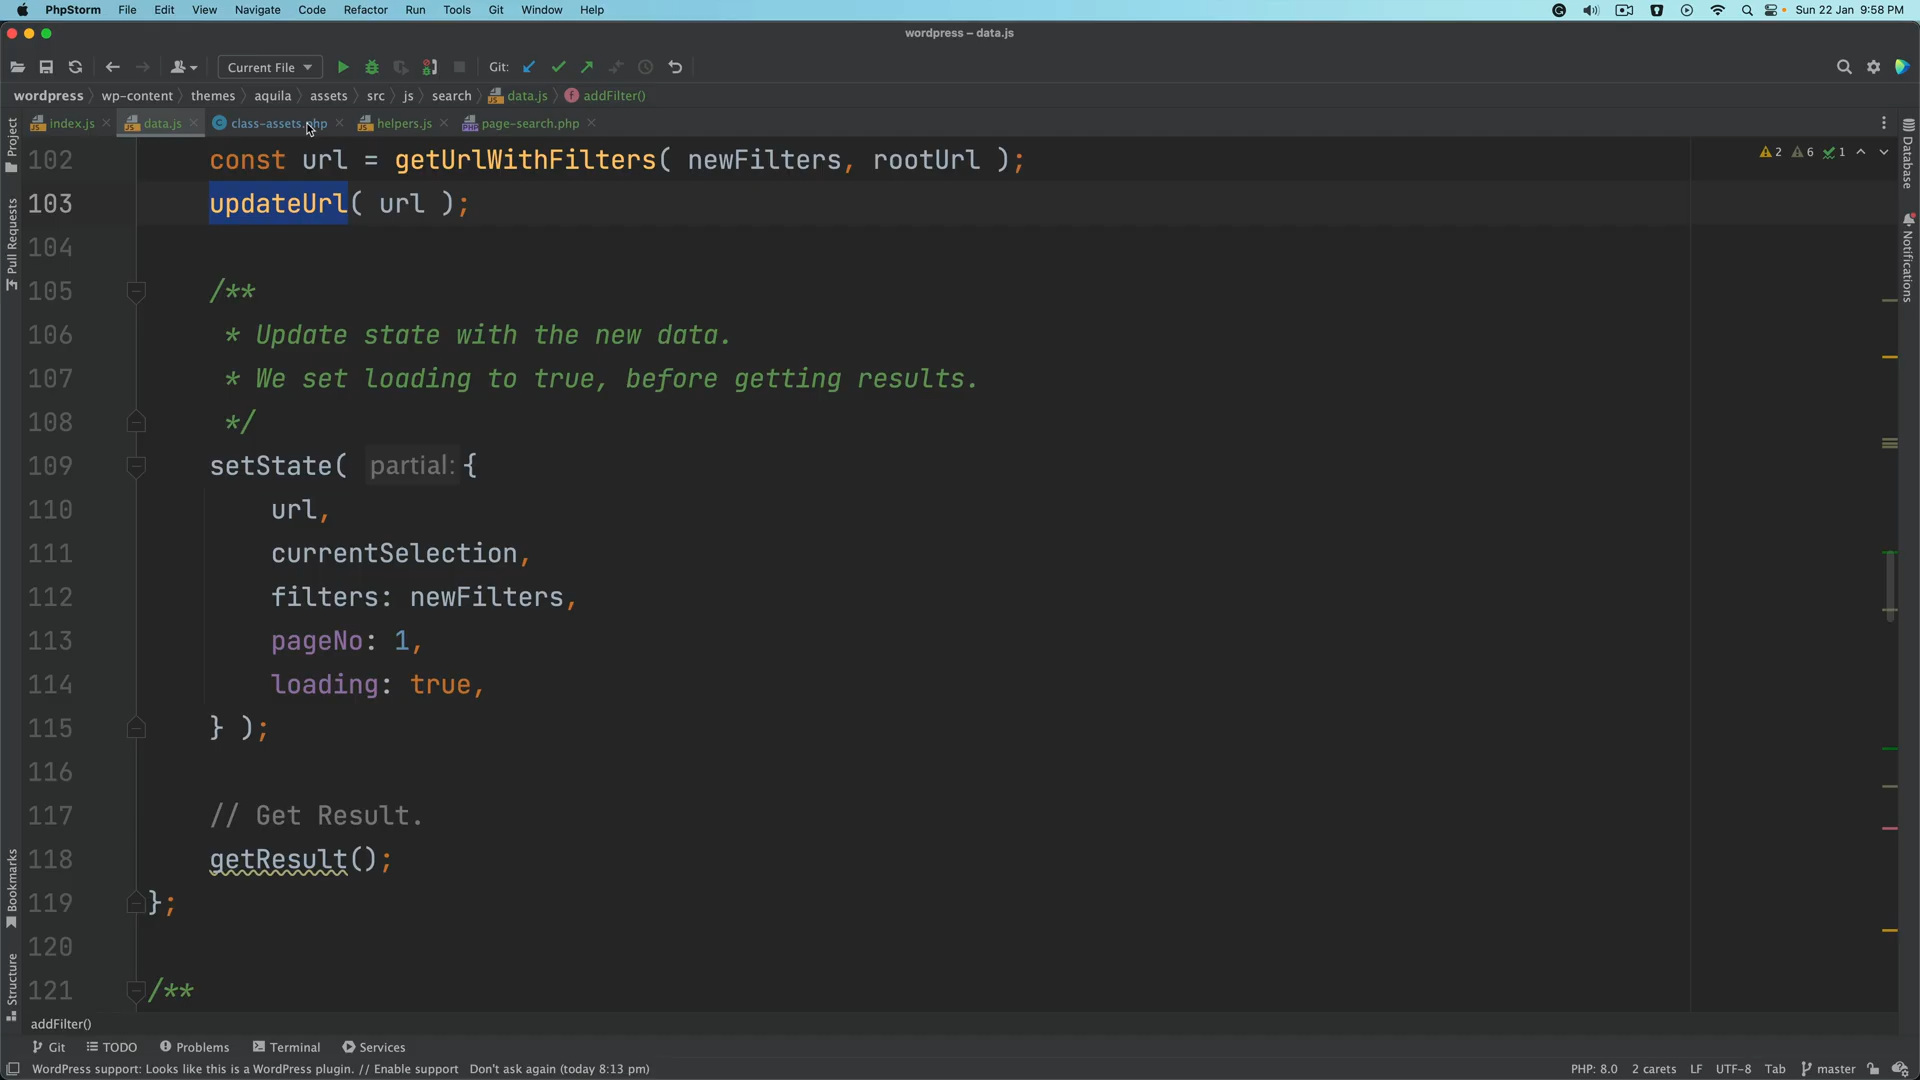 PhpStorm File Edit View Navigate Code Refactor Run Tools Git Window Help Sun 22 Jan 9:58 PM
wordpress – data.js
Current File Git:
wordpress wp-content themes aquila assets src js search data.js addFilter()
index.js data.js class-assets.php helpers.js page-search.php
Project
Pull Requests
Bookmarks
Structure
Database
Notifications
2 6 1
102 const url = getUrlWithFilters( newFilters, rootUrl );
103 updateUrl( url );
104
105 /**
106 * Update state with the new data.
107 * We set loading to true, before getting results.
108 */
109 setState( partial: {
110 url,
111 currentSelection,
112 filters: newFilters,
113 pageNo: 1,
114 loading: true,
115 } );
116
117 // Get Result.
118 getResult();
119 };
120
121 /**
addFilter()
Git TODO Problems Terminal Services
WordPress support: Looks like this is a WordPress plugin. // Enable support Don't ask again (today 8:13 pm) PHP: 8.0 2 carets LF UTF-8 Tab master